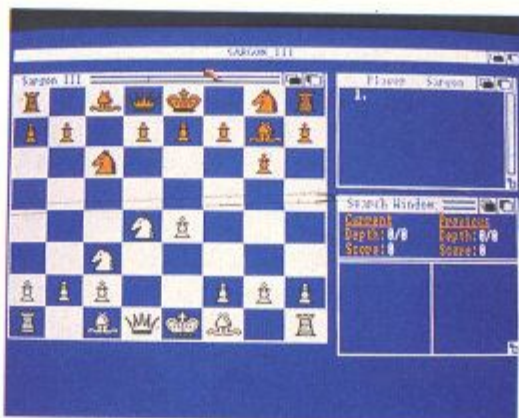 SARGON III
Sargon III
Player Sargon
1.
Search Window
Current Previous
Depth:0/0 Depth:0/0
Score:0 Score:0